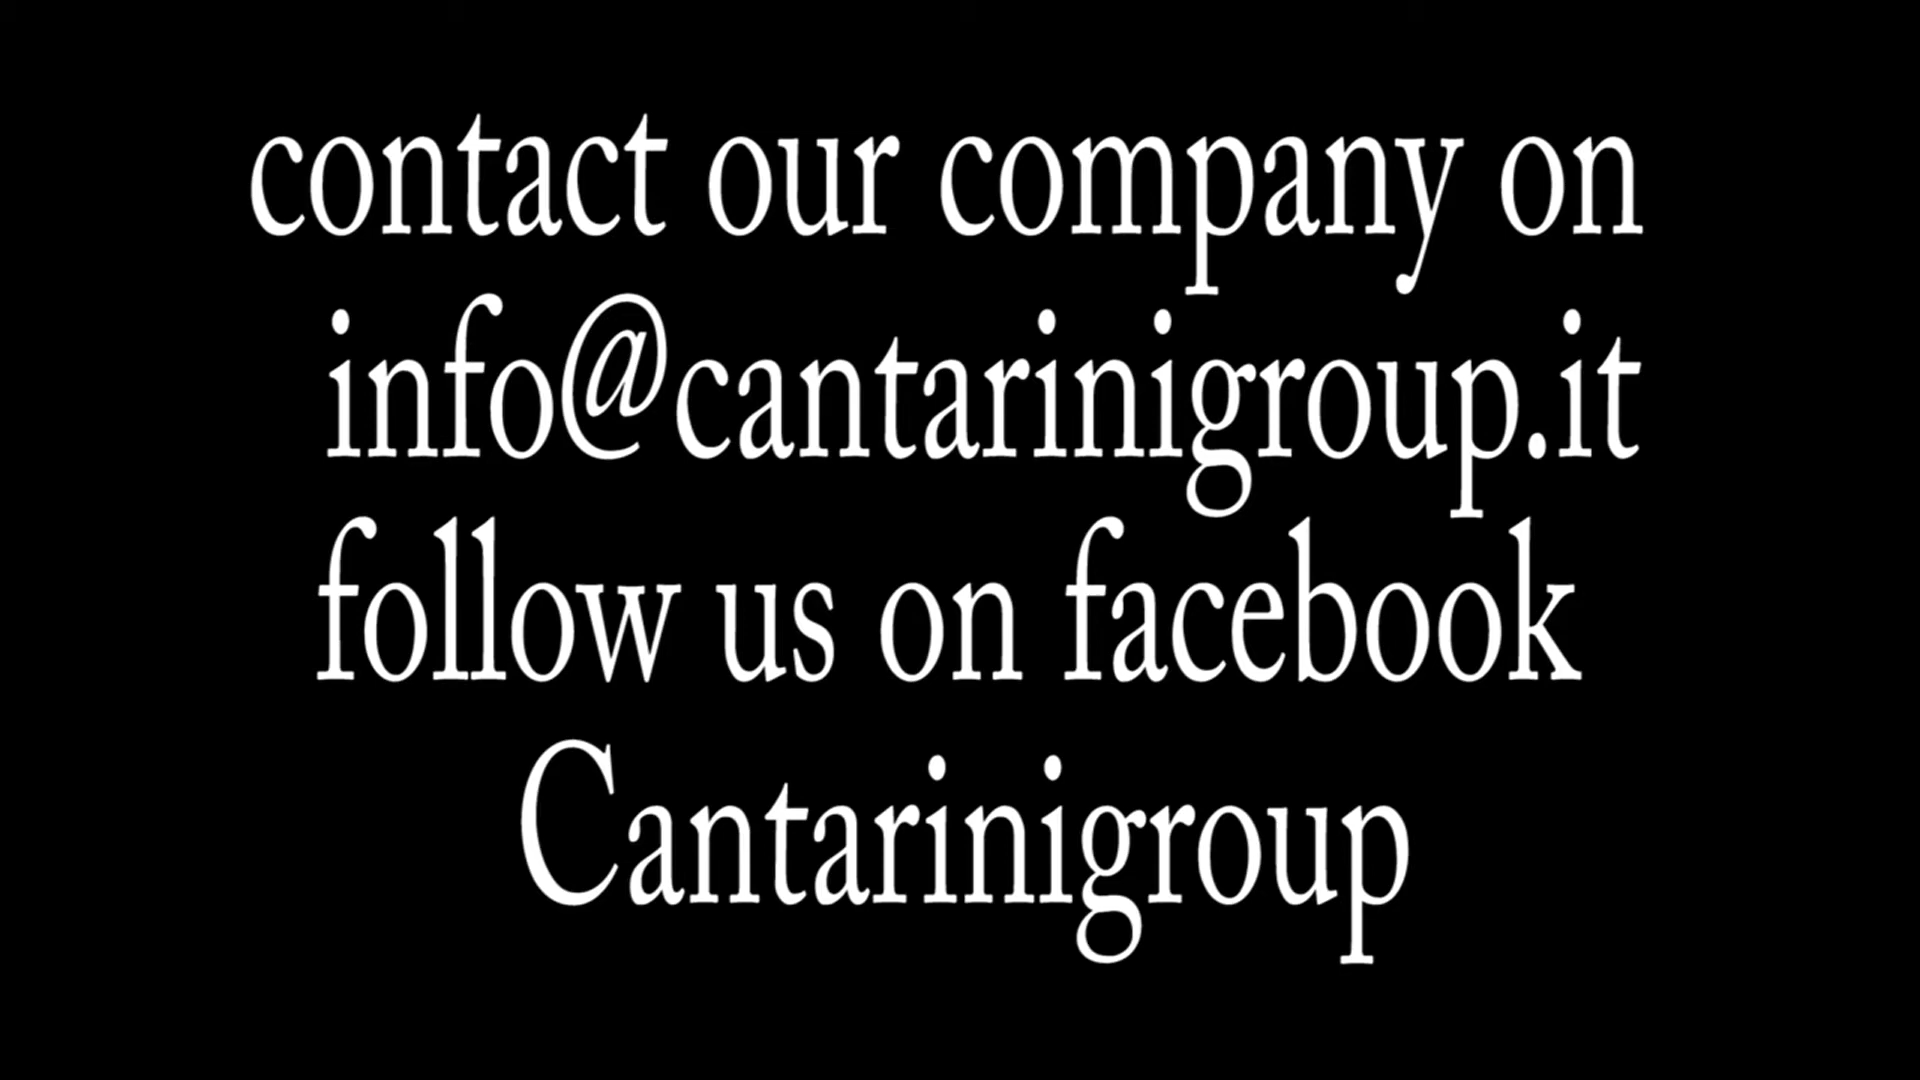 contact our company on
info@cantarinigroup.it
follow us on facebook
Cantarinigroup